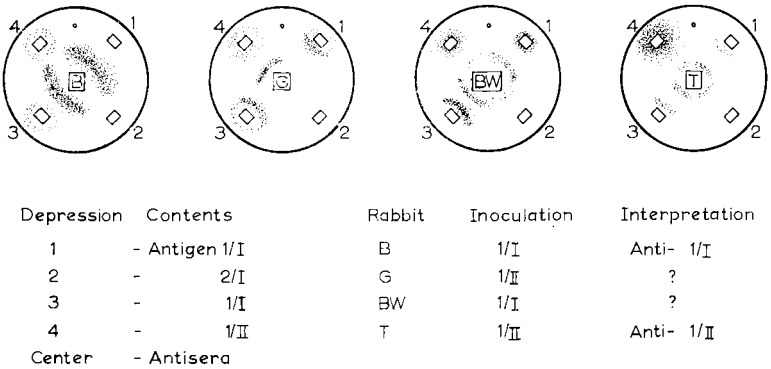 4 1 4 1 4 1 4 1
B G BW T
3 2 3 2 3 2 3 2
Depression Contents Rabbit Inoculation Interpretation
1 - Antigen 1/I B 1/I Anti- 1/I
2 - 2/I G 1/II ?
3 - 1/I BW 1/I ?
4 - 1/II T 1/II Anti- 1/II
Center - Antisera